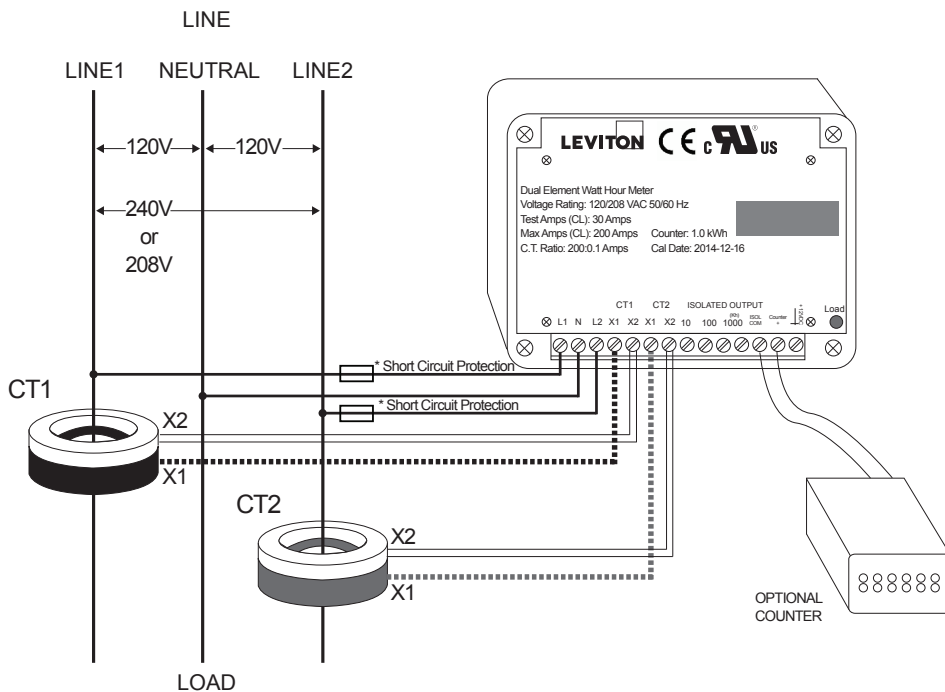 LINE
LINE1 NEUTRAL LINE2
120V 120V
240V
or
208V
LEVITON CE c RU ® US
Dual Element Watt Hour Meter
Voltage Rating: 120/208 VAC 50/60 Hz
Test Amps (CL): 30 Amps
Max Amps (CL): 200 Amps Counter: 1.0 kWh
C.T. Ratio: 200:0.1 Amps Cal Date: 2014-12-16
CT1 CT2 ISOLATED OUTPUT
L1 N L2 X1 X2 X1 X2 10 100 (Kh) 1000 ISOL COM Counter + +12VDC Load
* Short Circuit Protection
* Short Circuit Protection
CT1
X2
X1
CT2
X2
X1
OPTIONAL
COUNTER
LOAD